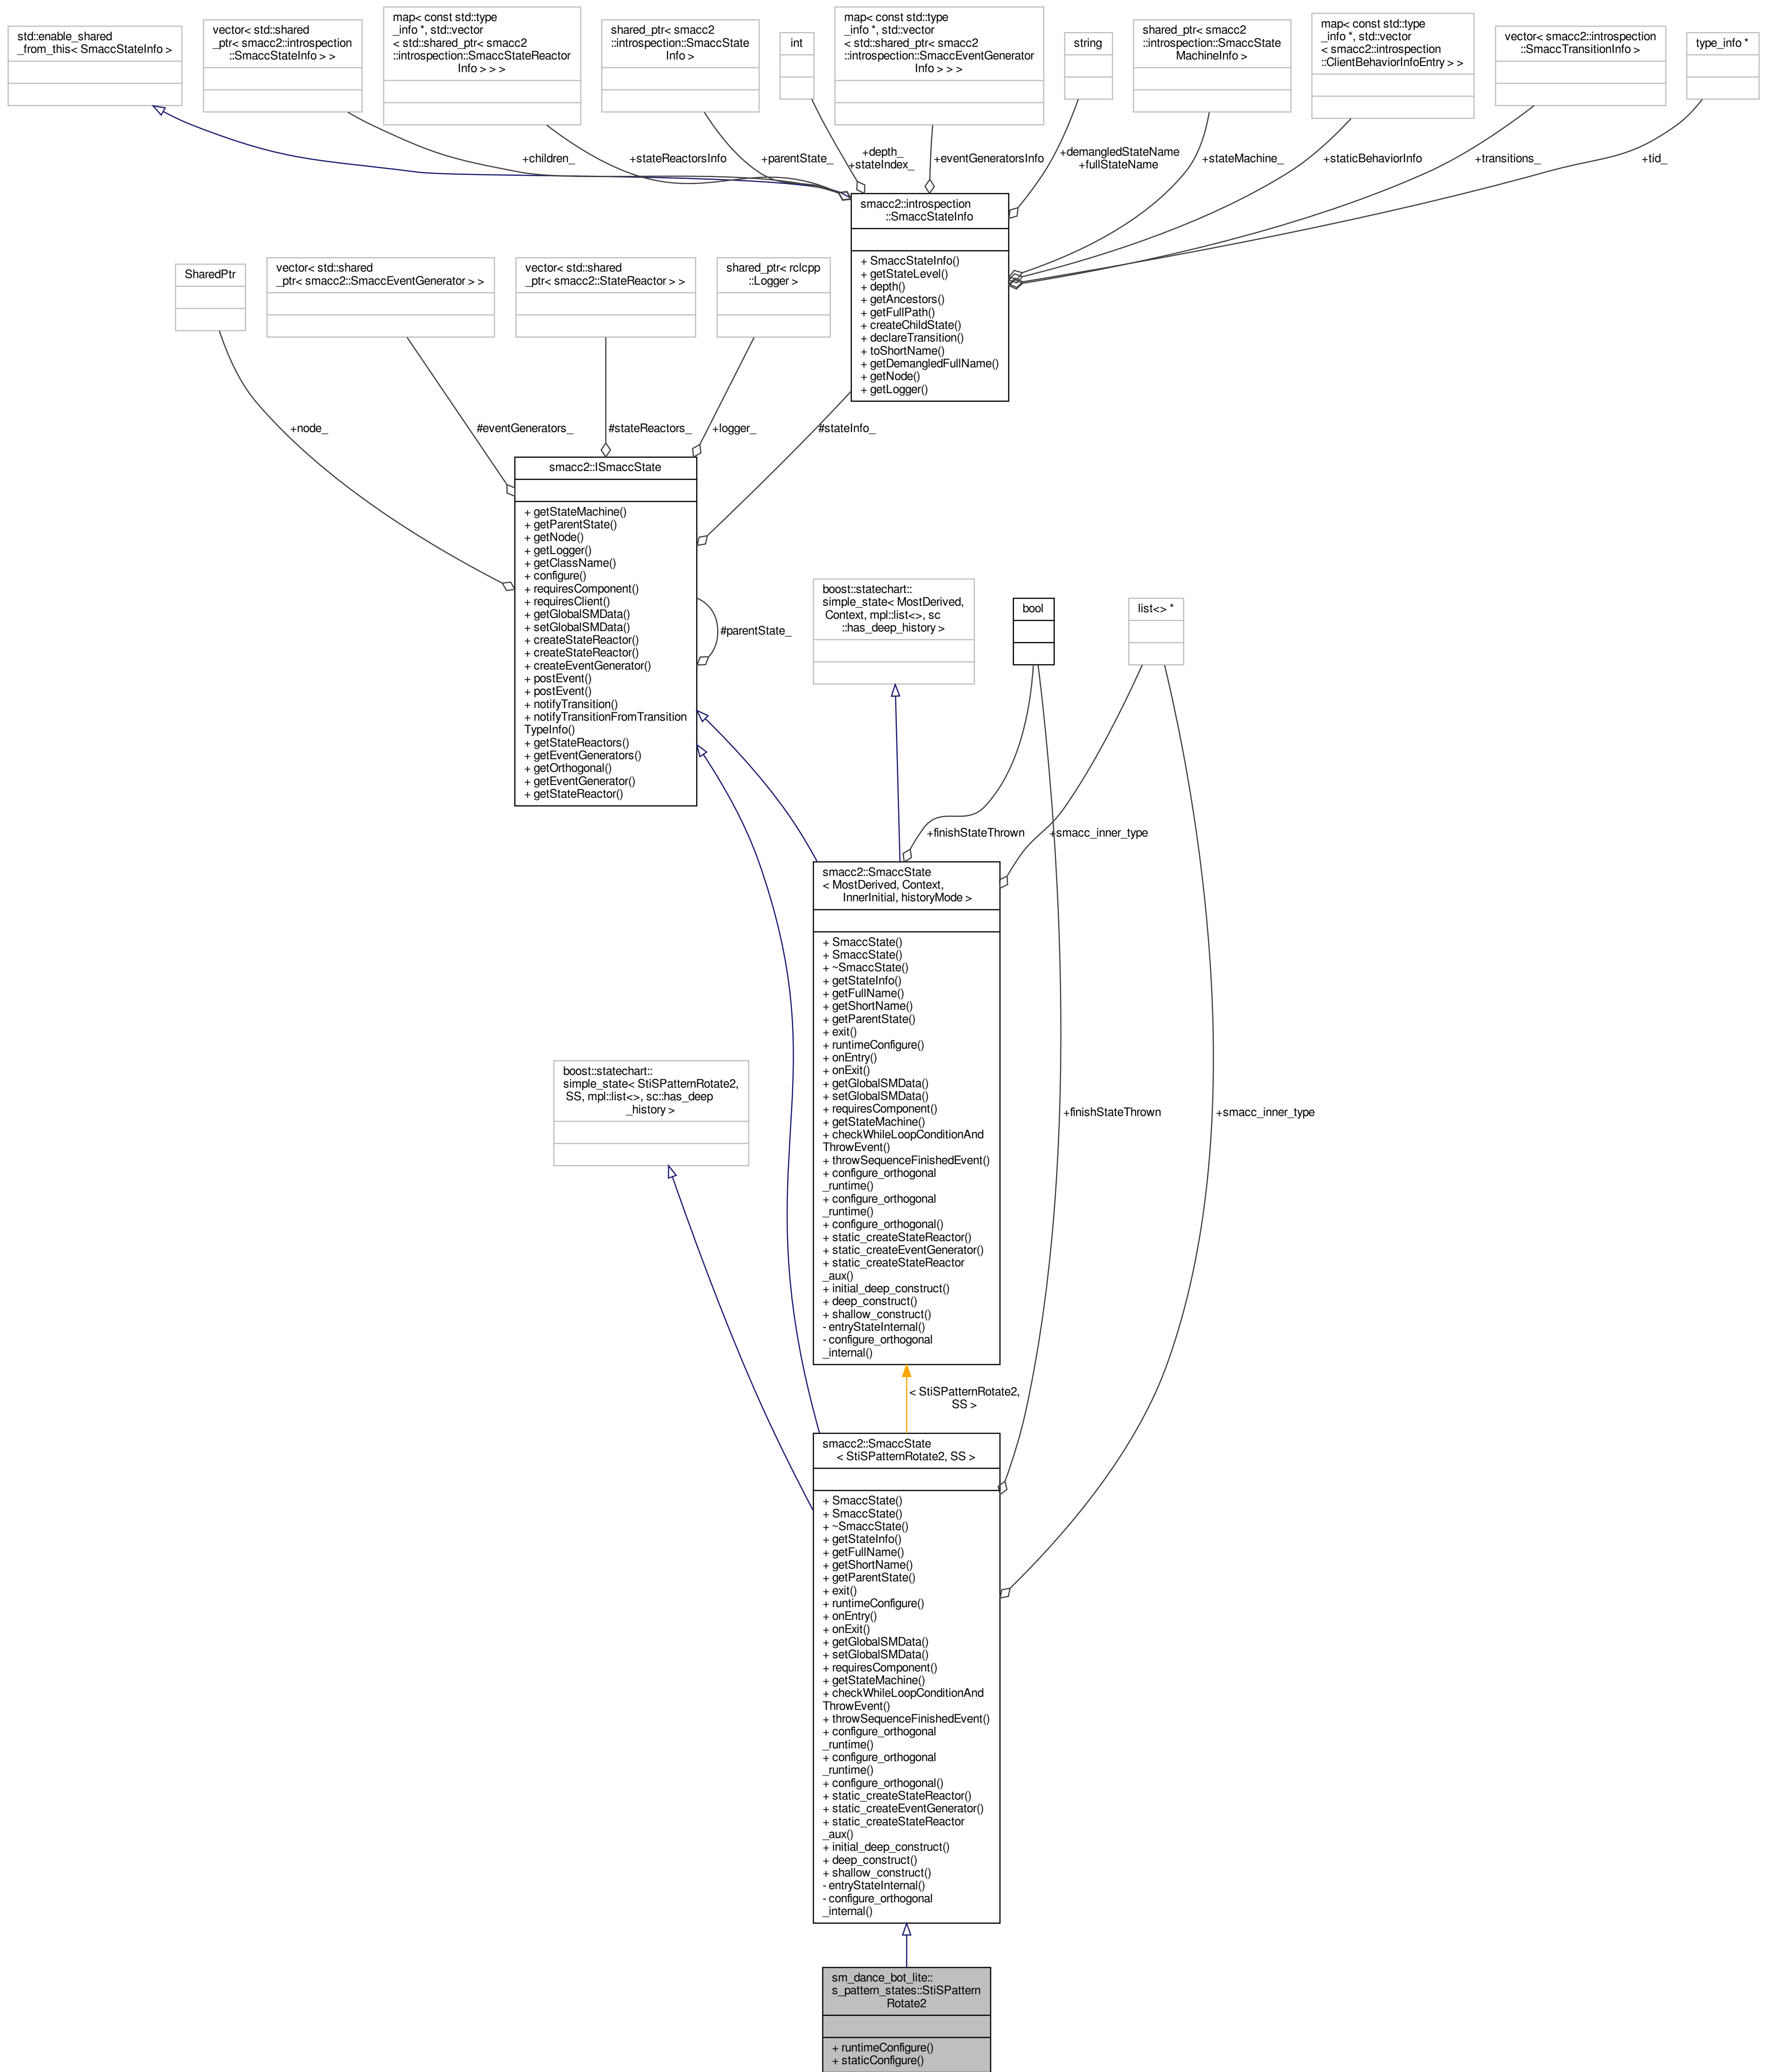 std::enable_shared
_from_this< SmaccStateInfo >
vector< std::shared
_ptr< smacc2::introspection
::SmaccStateInfo > >
map< const std::type
_info *, std::vector
< std::shared_ptr< smacc2
::introspection::SmaccStateReactor
Info > > >
shared_ptr< smacc2
::introspection::SmaccState
Info >
int
map< const std::type
_info *, std::vector
< std::shared_ptr< smacc2
::introspection::SmaccEventGenerator
Info > > >
string
shared_ptr< smacc2
::introspection::SmaccState
MachineInfo >
map< const std::type
_info *, std::vector
< smacc2::introspection
::ClientBehaviorInfoEntry > >
vector< smacc2::introspection
::SmaccTransitionInfo >
type_info *
+children_
+stateReactorsInfo
+parentState_
+depth_
+stateIndex_
+eventGeneratorsInfo
+demangledStateName
+fullStateName
+stateMachine_
+staticBehaviorInfo
+transitions_
+tid_
smacc2::introspection
::SmaccStateInfo
+ SmaccStateInfo()
+ getStateLevel()
+ depth()
+ getAncestors()
+ getFullPath()
+ createChildState()
+ declareTransition()
+ toShortName()
+ getDemangledFullName()
+ getNode()
+ getLogger()
SharedPtr
vector< std::shared
_ptr< smacc2::SmaccEventGenerator > >
vector< std::shared
_ptr< smacc2::StateReactor > >
shared_ptr< rclcpp
::Logger >
+node_
#eventGenerators_
#stateReactors_
+logger_
#stateInfo_
smacc2::ISmaccState
+ getStateMachine()
+ getParentState()
+ getNode()
+ getLogger()
+ getClassName()
+ configure()
+ requiresComponent()
+ requiresClient()
+ getGlobalSMData()
+ setGlobalSMData()
+ createStateReactor()
+ createStateReactor()
+ createEventGenerator()
+ postEvent()
+ postEvent()
+ notifyTransition()
+ notifyTransitionFromTransition
TypeInfo()
+ getStateReactors()
+ getEventGenerators()
+ getOrthogonal()
+ getEventGenerator()
+ getStateReactor()
#parentState_
boost::statechart::
simple_state< MostDerived,
Context, mpl::list<>, sc
::has_deep_history >
bool
list<> *
+finishStateThrown
+smacc_inner_type
smacc2::SmaccState
< MostDerived, Context,
InnerInitial, historyMode >
+ SmaccState()
+ SmaccState()
+ ~SmaccState()
+ getStateInfo()
+ getFullName()
+ getShortName()
+ getParentState()
+ exit()
+ runtimeConfigure()
+ onEntry()
+ onExit()
+ getGlobalSMData()
+ setGlobalSMData()
+ requiresComponent()
+ getStateMachine()
+ checkWhileLoopConditionAnd
ThrowEvent()
+ throwSequenceFinishedEvent()
+ configure_orthogonal
_runtime()
+ configure_orthogonal
_runtime()
+ configure_orthogonal()
+ static_createStateReactor()
+ static_createEventGenerator()
+ static_createStateReactor
_aux()
+ initial_deep_construct()
+ deep_construct()
+ shallow_construct()
- entryStateInternal()
- configure_orthogonal
_internal()
boost::statechart::
simple_state< StiSPatternRotate2,
SS, mpl::list<>, sc::has_deep
_history >
+finishStateThrown
+smacc_inner_type
< StiSPatternRotate2,
SS >
smacc2::SmaccState
< StiSPatternRotate2, SS >
+ SmaccState()
+ SmaccState()
+ ~SmaccState()
+ getStateInfo()
+ getFullName()
+ getShortName()
+ getParentState()
+ exit()
+ runtimeConfigure()
+ onEntry()
+ onExit()
+ getGlobalSMData()
+ setGlobalSMData()
+ requiresComponent()
+ getStateMachine()
+ checkWhileLoopConditionAnd
ThrowEvent()
+ throwSequenceFinishedEvent()
+ configure_orthogonal
_runtime()
+ configure_orthogonal
_runtime()
+ configure_orthogonal()
+ static_createStateReactor()
+ static_createEventGenerator()
+ static_createStateReactor
_aux()
+ initial_deep_construct()
+ deep_construct()
+ shallow_construct()
- entryStateInternal()
- configure_orthogonal
_internal()
sm_dance_bot_lite::
s_pattern_states::StiSPattern
Rotate2
+ runtimeConfigure()
+ staticConfigure()